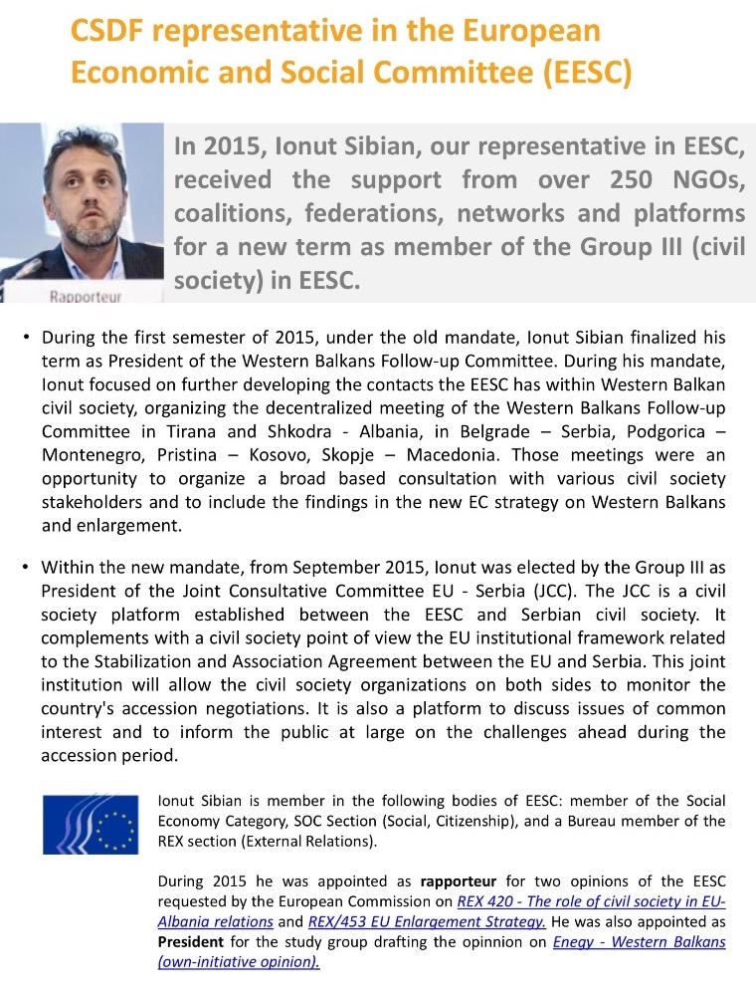 CSDF representative in the European
Economic and Social Committee (EESC)
In 2015, Ionut Sibian, our representative in EESC,
received the support from over 250 NGOs,
coalitions, federations, networks and platforms
for a new term as member of the Group III (civil
society) in EESC.
Rapporteur
• During the first semester of 2015, under the old mandate, Ionut Sibian finalized his
term as President of the Western Balkans Follow-up Committee. During his mandate,
Ionut focused on further developing the contacts the EESC has within Western Balkan
civil society, organizing the decentralized meeting of the Western Balkans Follow-up
Committee in Tirana and Shkodra - Albania, in Belgrade – Serbia, Podgorica –
Montenegro, Pristina – Kosovo, Skopje – Macedonia. Those meetings were an
opportunity to organize a broad based consultation with various civil society
stakeholders and to include the findings in the new EC strategy on Western Balkans
and enlargement.
• Within the new mandate, from September 2015, Ionut was elected by the Group III as
President of the Joint Consultative Committee EU - Serbia (JCC). The JCC is a civil
society platform established between the EESC and Serbian civil society. It
complements with a civil society point of view the EU institutional framework related
to the Stabilization and Association Agreement between the EU and Serbia. This joint
institution will allow the civil society organizations on both sides to monitor the
country's accession negotiations. It is also a platform to discuss issues of common
interest and to inform the public at large on the challenges ahead during the
accession period.
Ionut Sibian is member in the following bodies of EESC: member of the Social
Economy Category, SOC Section (Social, Citizenship), and a Bureau member of the
REX section (External Relations).
During 2015 he was appointed as rapporteur for two opinions of the EESC
requested by the European Commission on REX 420 - The role of civil society in EU-
Albania relations and REX/453 EU Enlargement Strategy. He was also appointed as
President for the study group drafting the opinnion on Enegy - Western Balkans
(own-initiative opinion).